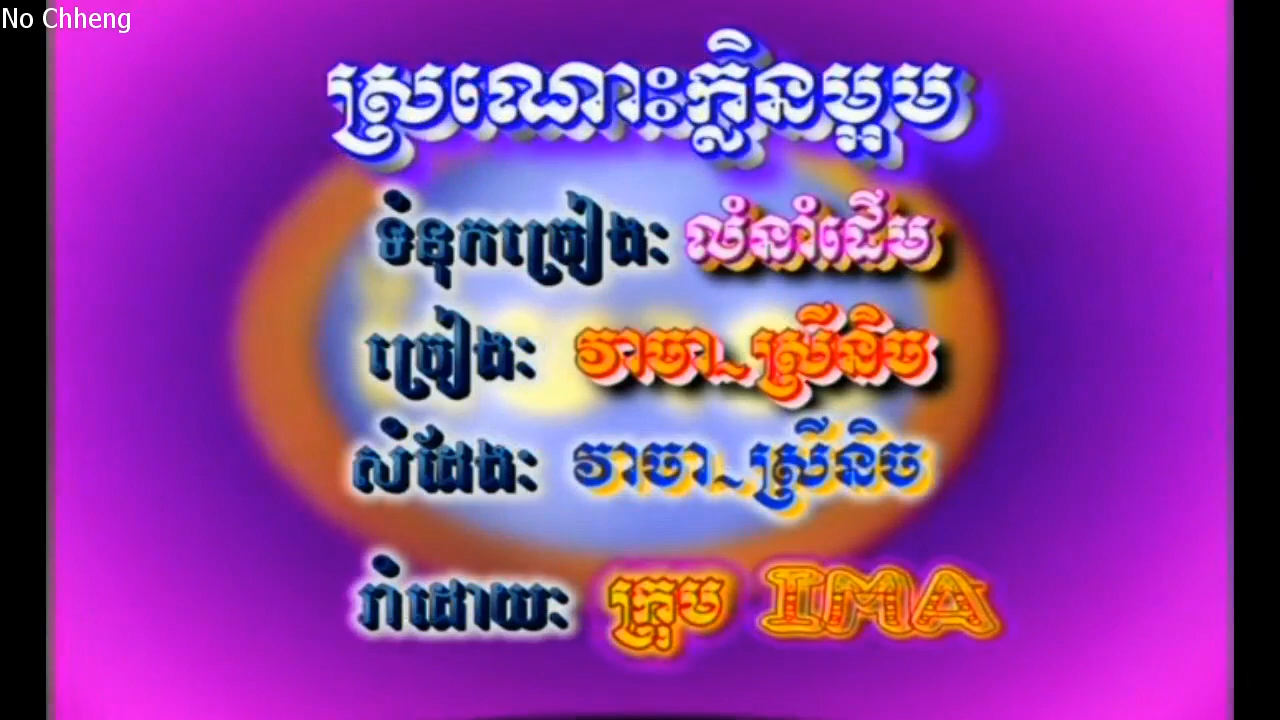 No Chheng
ស្រណោះក្លិនម្អម
ទំនុកច្រៀងៈ លំនាំដើម
ច្រៀងៈ វាចា_ស្រីនិច
សំដែងៈ វាចា_ស្រីនិច
រាំដោយៈ ក្រុម IMA